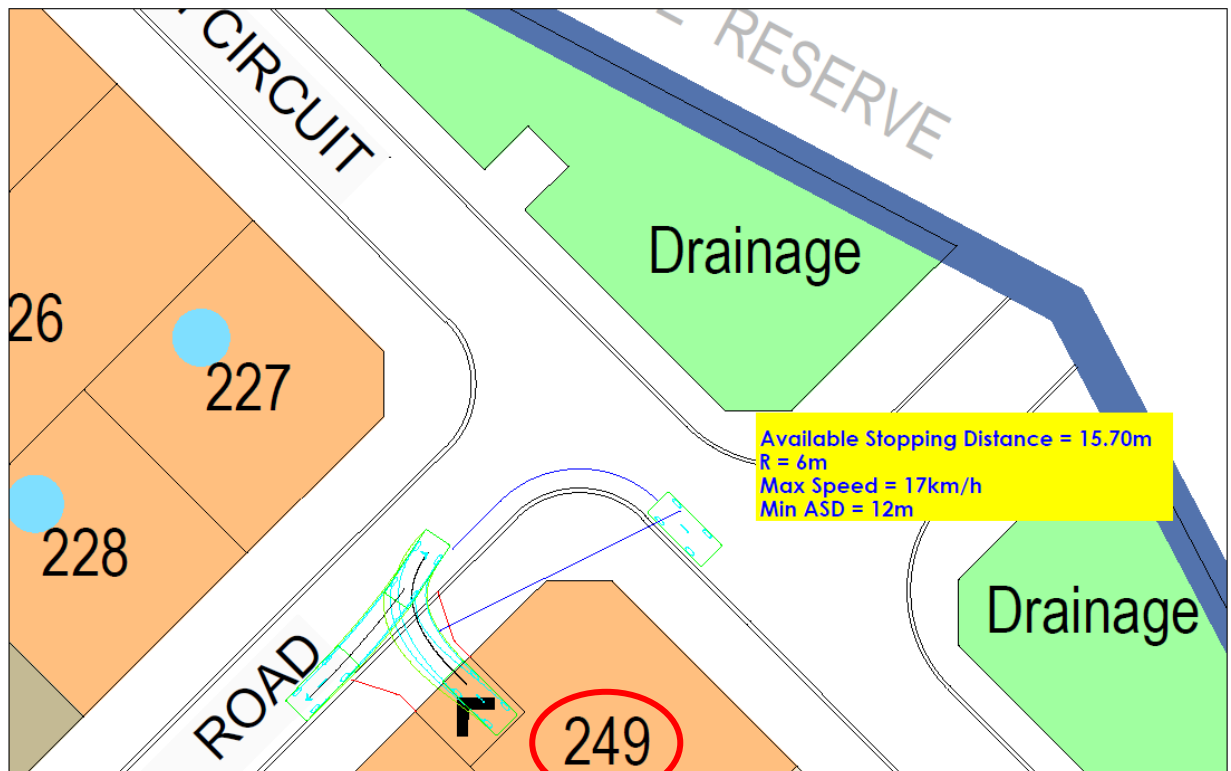 CIRCUIT
RESERVE
Drainage
26
227
Available Stopping Distance = 15.70m
R = 6m
Max Speed = 17km/h
Min ASD = 12m
228
Drainage
ROAD
249